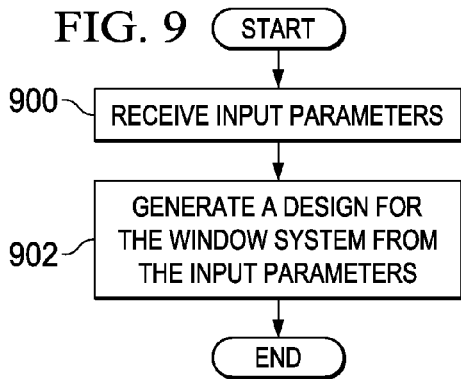 FIG. 9
START
900
RECEIVE INPUT PARAMETERS
902
GENERATE A DESIGN FOR
THE WINDOW SYSTEM FROM
THE INPUT PARAMETERS
END